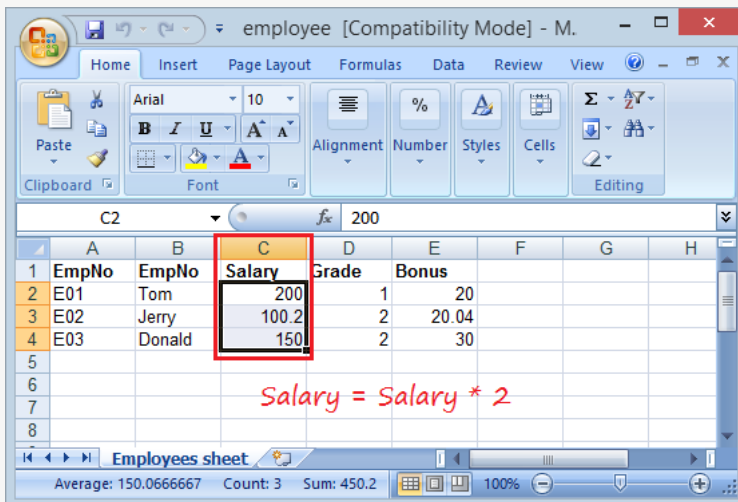 employee [Compatibility Mode] - M.
Home Insert Page Layout Formulas Data Review View
Paste
Arial 10
B I U A A
A
% A
Σ
Alignment Number Styles Cells
Clipboard Font Editing
C2 fx 200
A B C D E F G H
1 EmpNo EmpNo Salary Grade Bonus
2 E01 Tom 200 1 20
3 E02 Jerry 100.2 2 20.04
4 E03 Donald 150 2 30
5
6
7
Salary = Salary * 2
8
Employees sheet
Average: 150.0666667 Count: 3 Sum: 450.2 100%